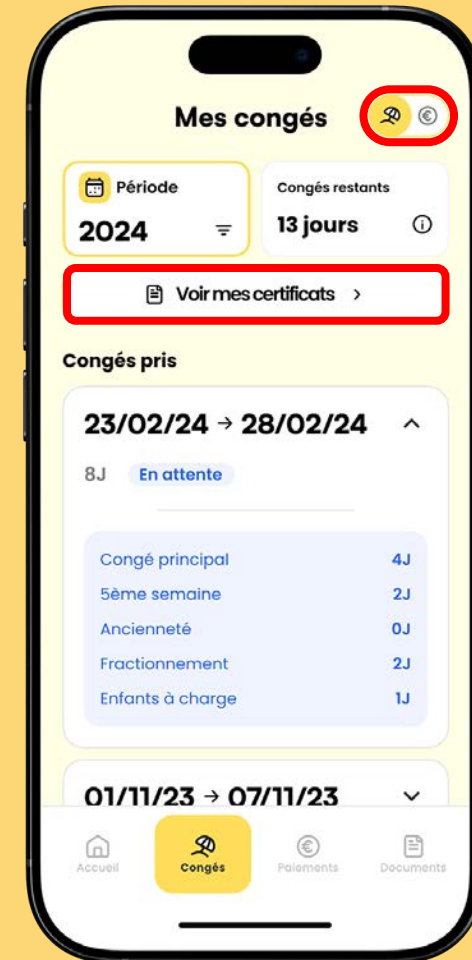 Mes congés
Période
2024
Congés restants
13 jours
Voir mes certificats
Congés pris
23/02/24 → 28/02/24
8J En attente
Congé principal 4J
5ème semaine 2J
Ancienneté 0J
Fractionnement 2J
Enfants à charge 1J
01/11/23 → 07/11/23
Accueil Congés Paiements Documents